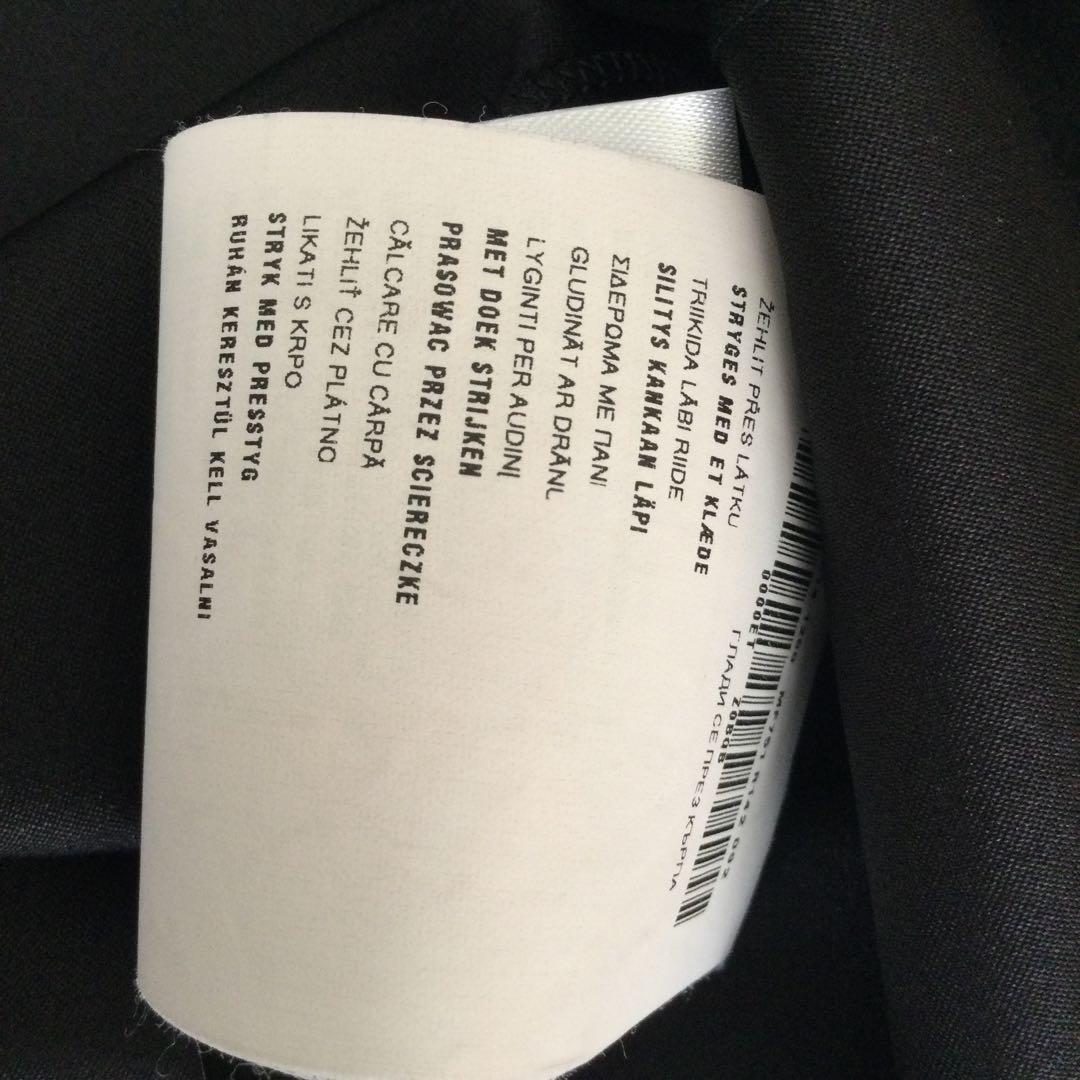 ГЛАДИ СЕ ПРЕЗ КЪРПА
ŽEHLIT PŘES LÁTKU
STRYGES MED ET KLÆDE
TRIIKIDA LÄBI RIIDE
SILITYS KANKAAN LÄPI
ΣΙΔΕΡΩΜΑ ΜΕ ΠΑΝΙ
GLUDINĀT AR DRĀNU
LYGINTI PER AUDINĮ
MET DOEK STRIJKEN
PRASOWAC PRZEZ SCIERECZKE
CĂLCARE CU CÂRPĂ
ŽEHLIŤ CEZ PLÁTNO
LIKATI S KRPO
STRYK MED PRESSTYG
RUHÁN KERESZTÜL KELL VASALNI